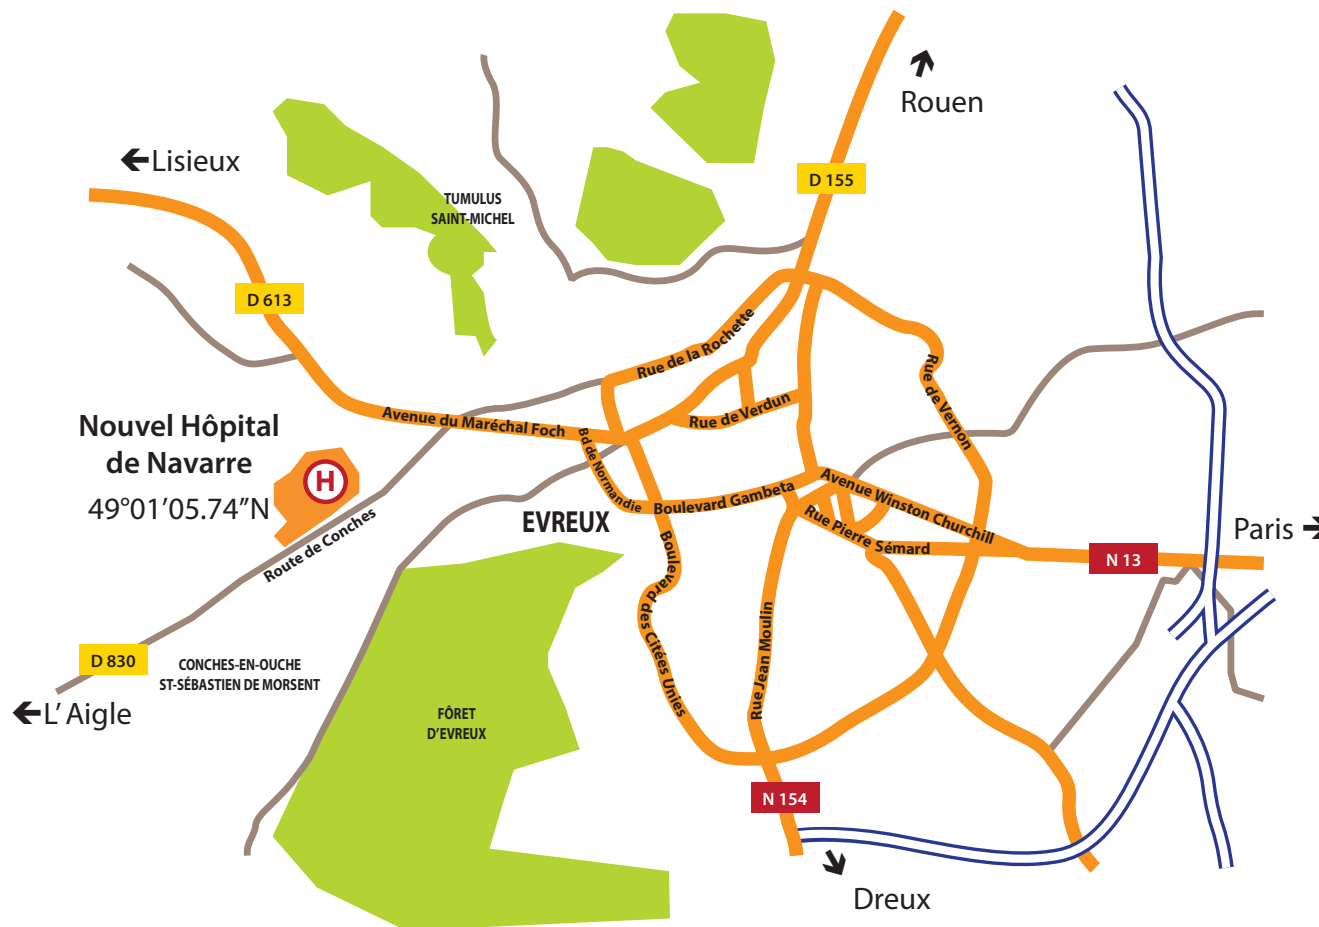 Rouen
Lisieux
D 155
TUMULUS
SAINT-MICHEL
D 613
Rue de la Rochette
Rue de Vernon
Avenue du Maréchal Foch
Rue de Verdun
Nouvel Hôpital
de Navarre
49°01’05.74’’N
H
Bd de Normandie
Boulevard Gambeta
Avenue Winston Churchill
Rue Pierre Sémard
EVREUX
Route de Conches
Paris
N 13
Boulevard des Citées Unies
Rue Jean Moulin
D 830
CONCHES-EN-OUCHE
ST-SÉBASTIEN DE MORSENT
L’ Aigle
FÔRET
D’EVREUX
N 154
Dreux